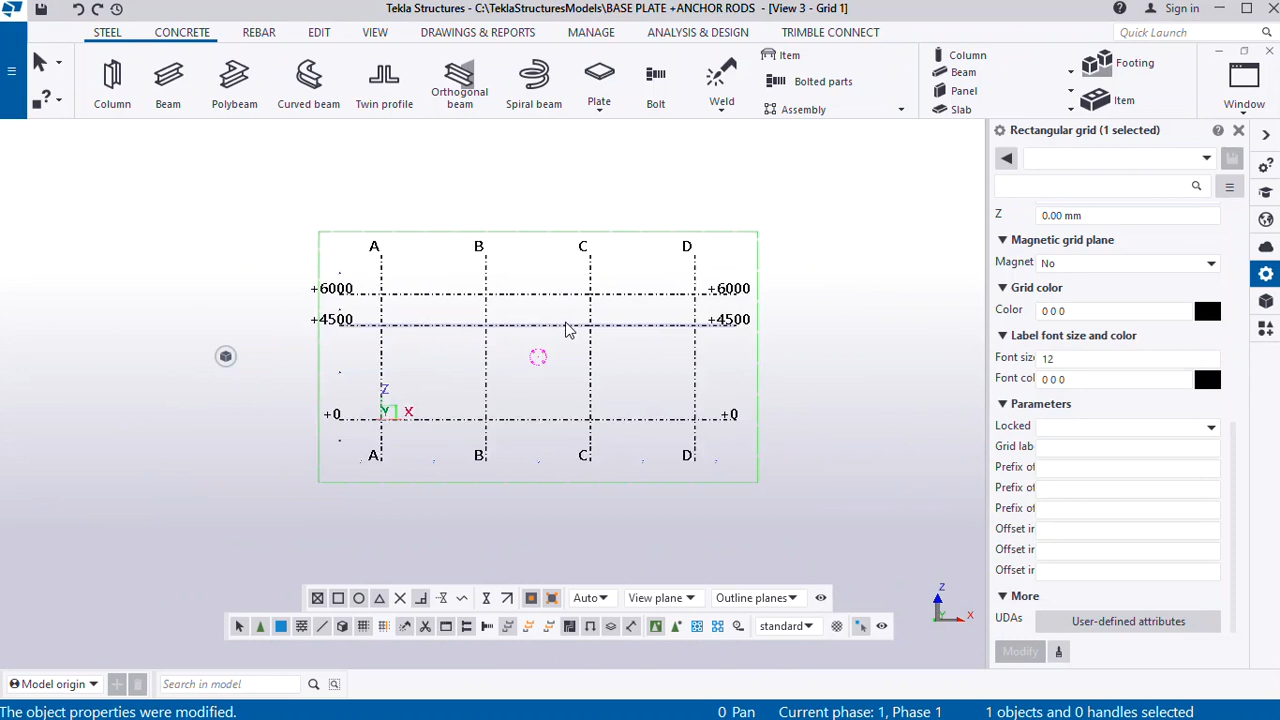 Tekla Structures - C:\TeklaStructuresModels\BASE PLATE +ANCHOR RODS - [View 3 - Grid 1]
Sign in
STEEL CONCRETE REBAR EDIT VIEW DRAWINGS & REPORTS MANAGE ANALYSIS & DESIGN TRIMBLE CONNECT Quick Launch
Column
Beam
Polybeam
Curved beam
Twin profile
Orthogonal
beam
Spiral beam
Plate
Bolt
Weld
Item
Bolted parts
Assembly
Column
Beam
Panel
Slab
Footing
Item
Window
Rectangular grid (1 selected)
Z 0.00 mm
Magnetic grid plane
Magnet No
Grid color
Color 0 0 0
Label font size and color
Font size 12
Font col 0 0 0
Parameters
Locked
Grid lab
Prefix of
Prefix of
Prefix of
Offset ir
Offset ir
Offset ir
More
UDAs User-defined attributes
Modify
A B C D
+6000 +6000
+4500 +4500
Z
+0 Y X +0
A B C D
Z
Y X
Auto View plane Outline planes
standard
Model origin Search in model
The object properties were modified. 0 Pan Current phase: 1, Phase 1 1 objects and 0 handles selected